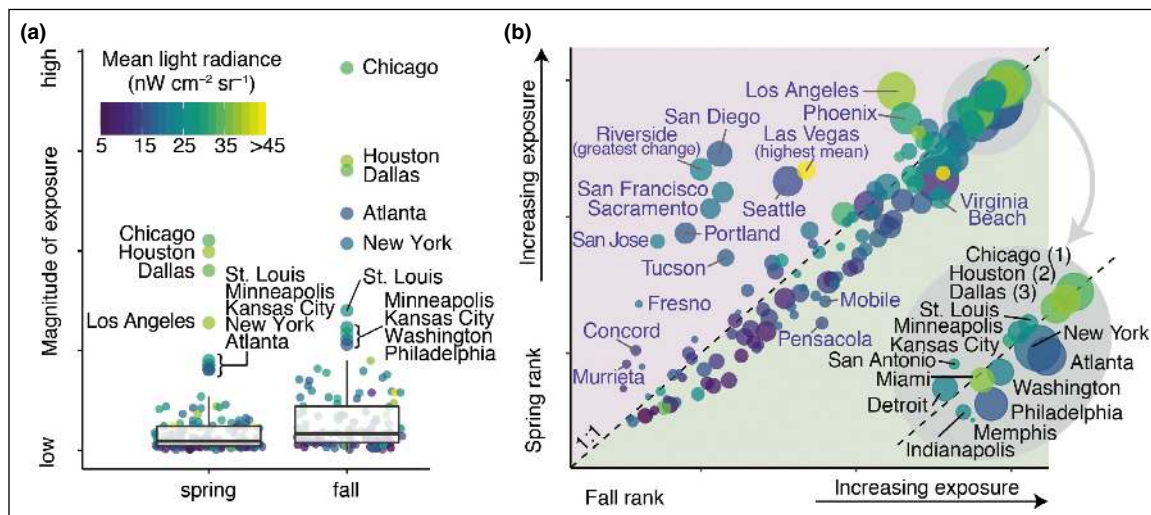 (a)
Mean light radiance
(nW cm⁻² sr⁻¹)
5 15 25 35 >45
high
Magnitude of exposure
low
Chicago
Houston
Dallas
Los Angeles
St. Louis
Minneapolis
Kansas City
New York
Atlanta
Chicago
Houston
Dallas
Atlanta
New York
St. Louis
Minneapolis
Kansas City
Washington
Philadelphia
spring
fall
(b)
Increasing exposure
Spring rank
Los Angeles
Phoenix
San Diego
Riverside
(greatest change)
Las Vegas
(highest mean)
San Francisco
Sacramento
Seattle
Virginia
Beach
San Jose
Portland
Tucson
Fresno
Mobile
Concord
Pensacola
Murrieta
Chicago (1)
Houston (2)
Dallas (3)
St. Louis
Minneapolis
Kansas City
New York
San Antonio
Atlanta
Miami
Washington
Detroit
Philadelphia
Memphis
Indianapolis
1:1
Fall rank
Increasing exposure